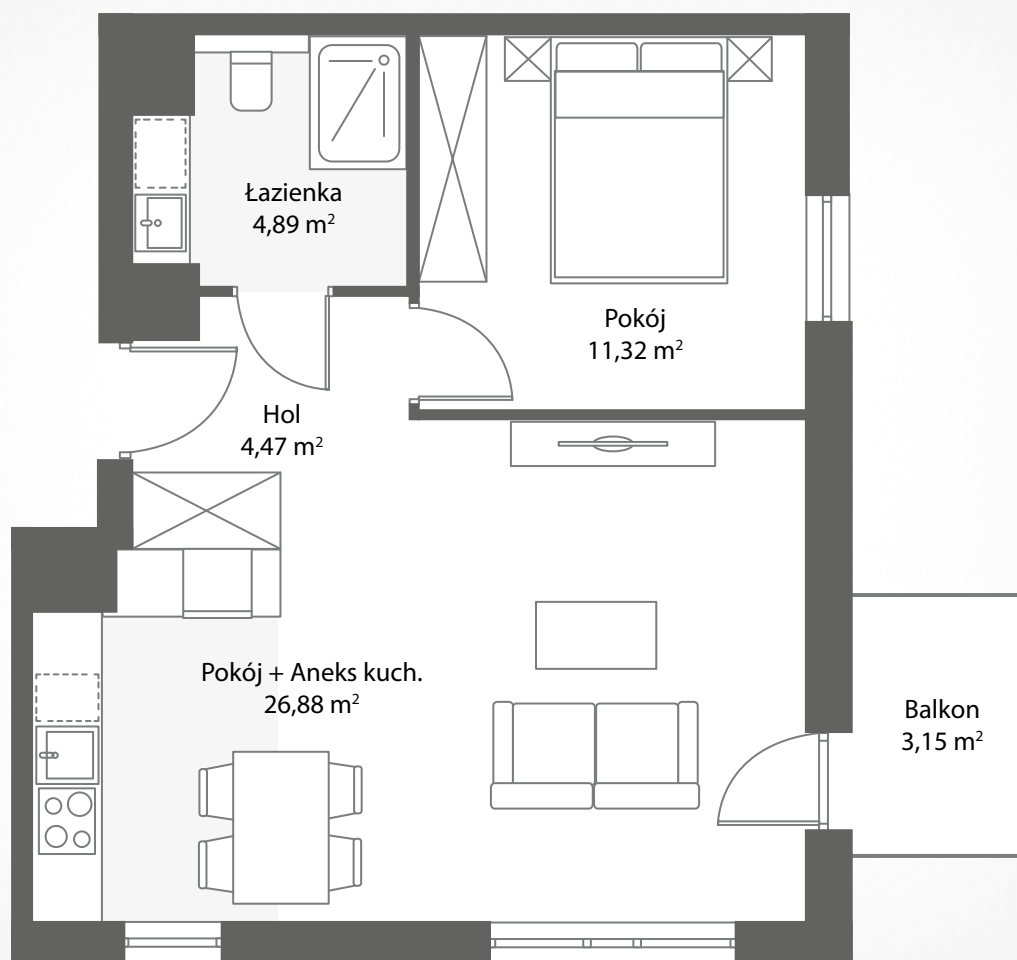 Łazienka
4,89 m²
Pokój
11,32 m²
Hol
4,47 m²
Pokój + Aneks kuch.
26,88 m²
Balkon
3,15 m²